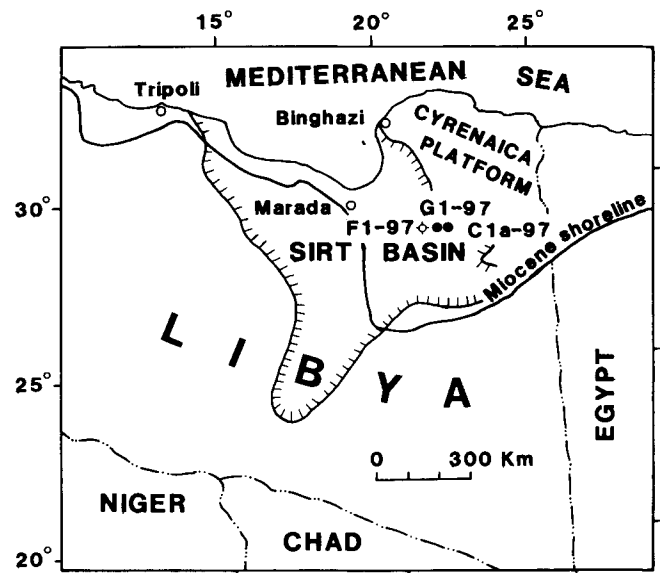 15° 20° 25°
MEDITERRANEAN SEA
Tripoli
Binghazi
CYRENAICA
PLATFORM
30°
Marada
G1-97
F1-97 C1a-97
SIRT BASIN
Miocene shoreline
LIBYA
25°
EGYPT
0 300 Km
NIGER
CHAD
20°